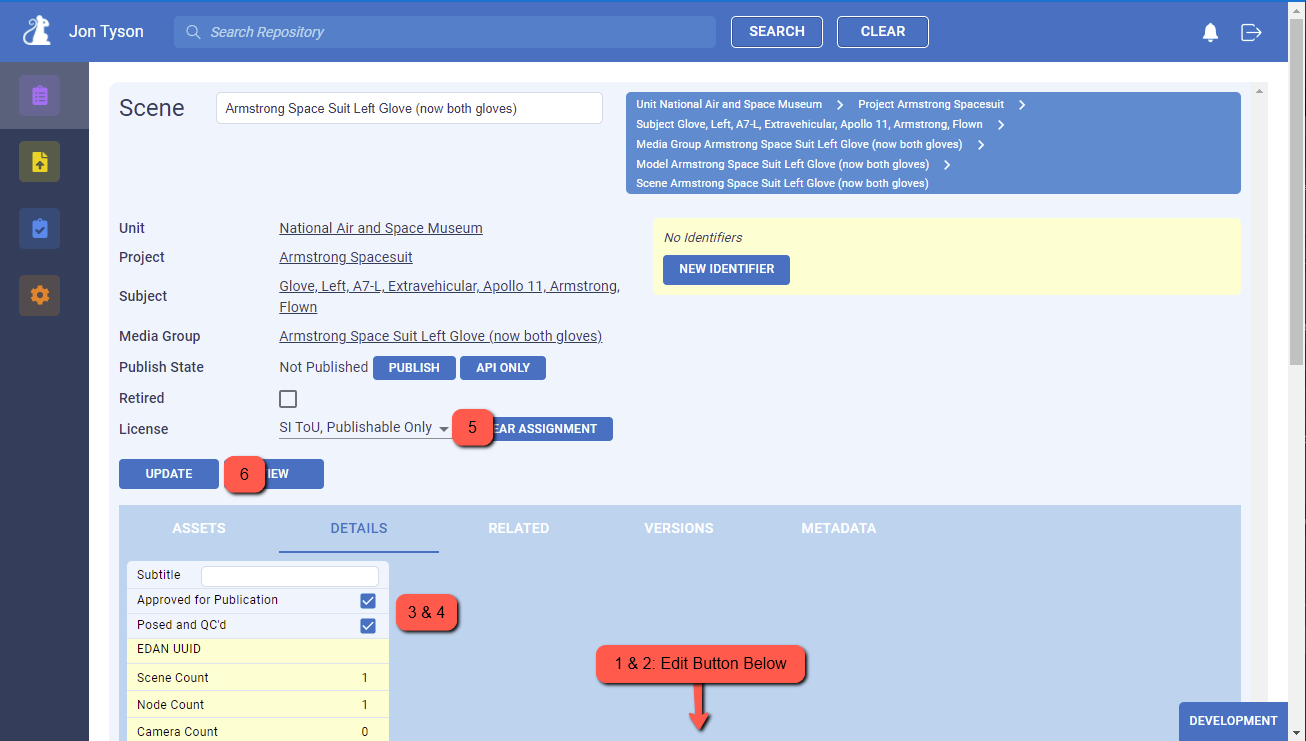 Jon Tyson
Search Repository
SEARCH
CLEAR
Scene
Armstrong Space Suit Left Glove (now both gloves)
Unit National Air and Space Museum > Project Armstrong Spacesuit >
Subject Glove, Left, A7-L, Extravehicular, Apollo 11, Armstrong, Flown >
Media Group Armstrong Space Suit Left Glove (now both gloves) >
Model Armstrong Space Suit Left Glove (now both gloves) >
Scene Armstrong Space Suit Left Glove (now both gloves)
Unit National Air and Space Museum
Project Armstrong Spacesuit
Subject Glove, Left, A7-L, Extravehicular, Apollo 11, Armstrong,
Flown
Media Group Armstrong Space Suit Left Glove (now both gloves)
Publish State Not Published PUBLISH API ONLY
Retired
License SI ToU, Publishable Only 5 EAR ASSIGNMENT
No Identifiers
NEW IDENTIFIER
UPDATE 6 IEW
ASSETS DETAILS RELATED VERSIONS METADATA
Subtitle
Approved for Publication
Posed and QC'd
3 & 4
EDAN UUID
Scene Count 1
Node Count 1
Camera Count 0
1 & 2: Edit Button Below
DEVELOPMENT